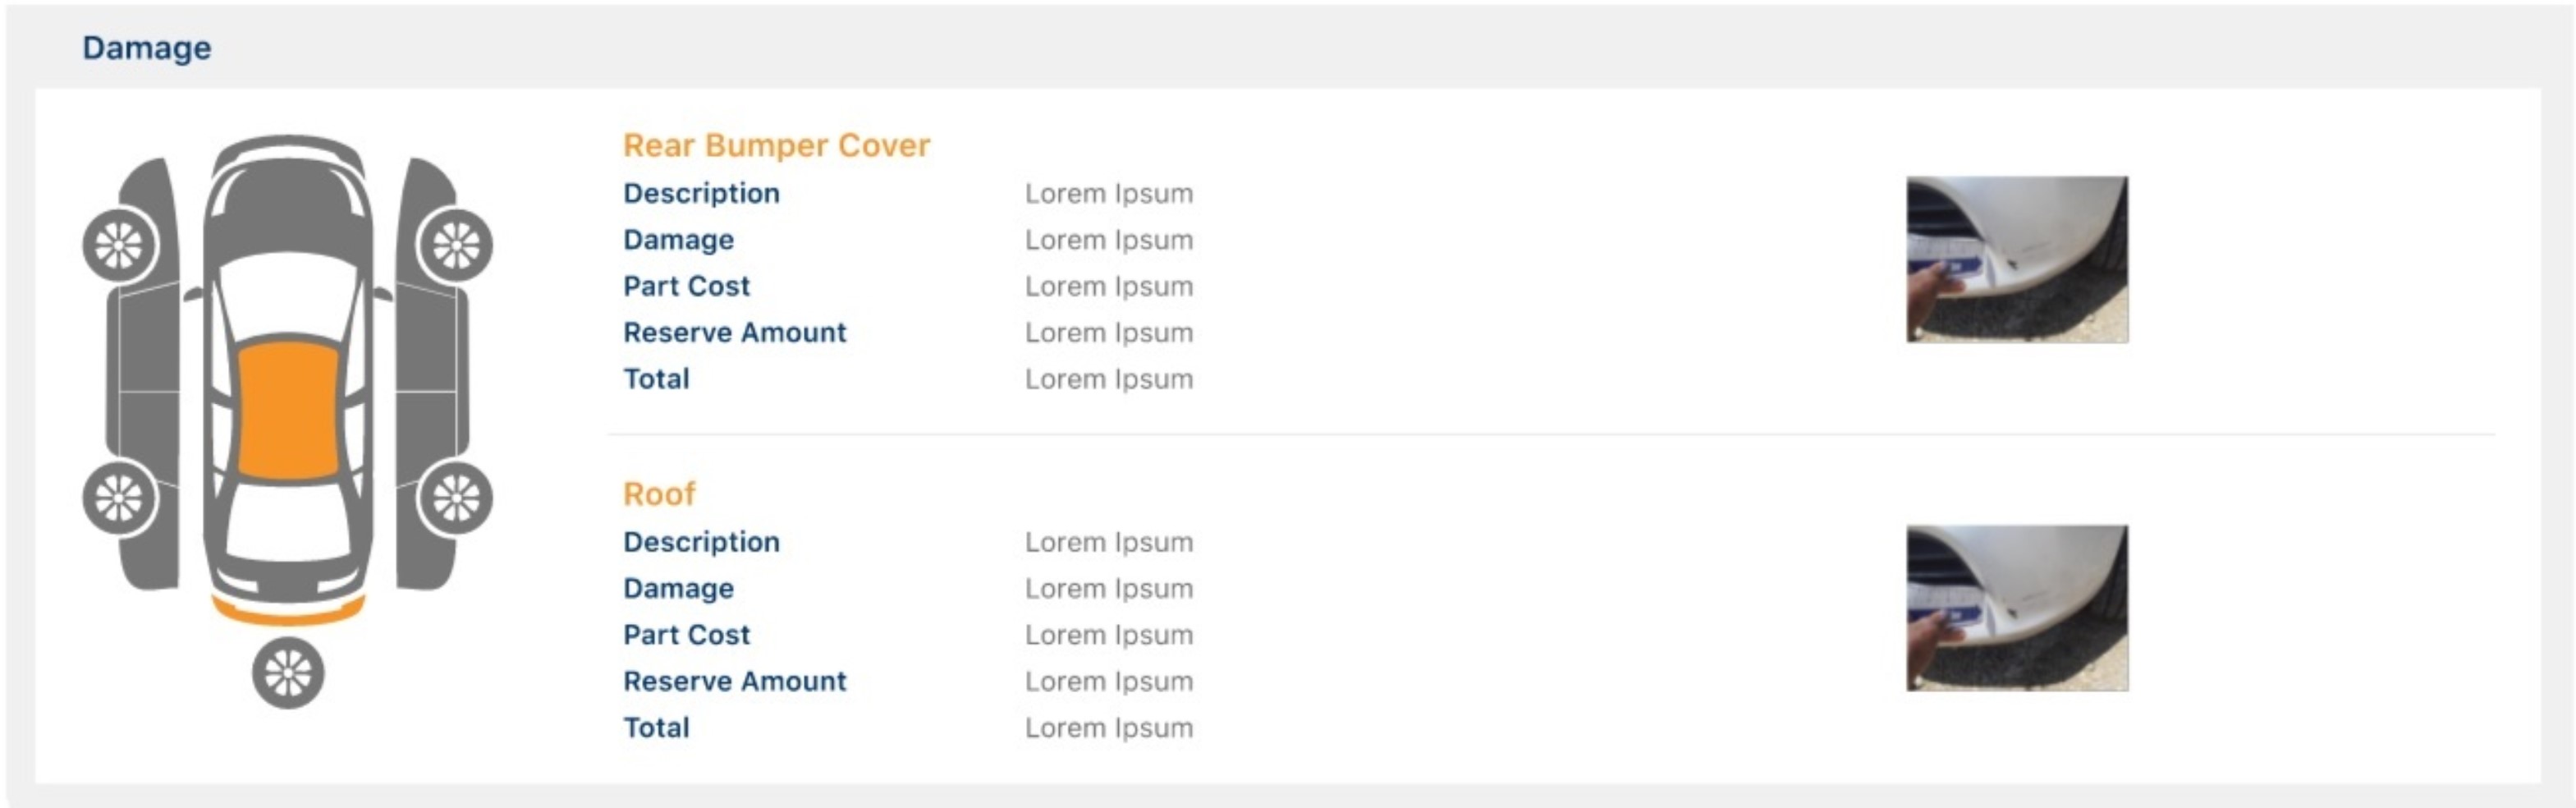 Damage
Rear Bumper Cover
Description Lorem Ipsum
Damage Lorem Ipsum
Part Cost Lorem Ipsum
Reserve Amount Lorem Ipsum
Total Lorem Ipsum
Roof
Description Lorem Ipsum
Damage Lorem Ipsum
Part Cost Lorem Ipsum
Reserve Amount Lorem Ipsum
Total Lorem Ipsum